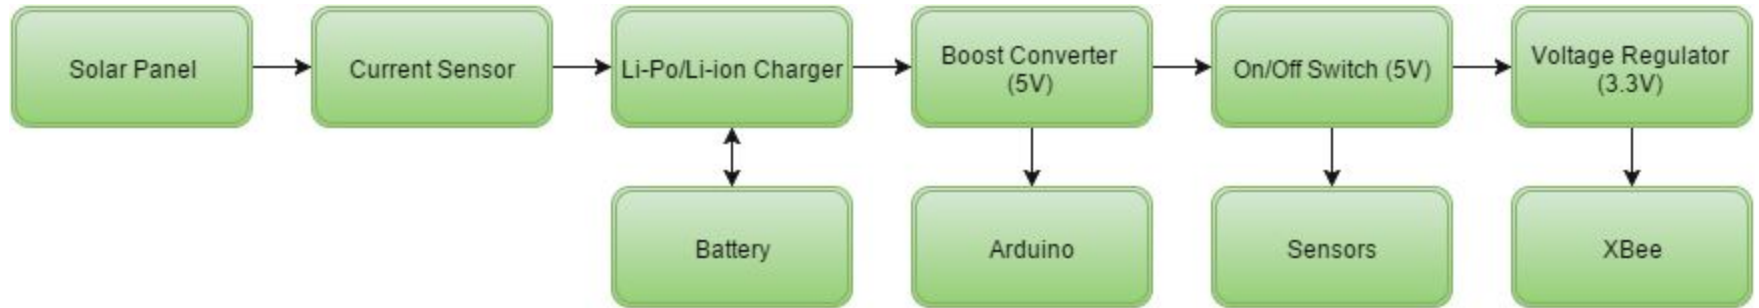 Solar Panel
Current Sensor
Li-Po/Li-ion Charger
Boost Converter
(5V)
On/Off Switch (5V)
Voltage Regulator
(3.3V)
Battery
Arduino
Sensors
XBee